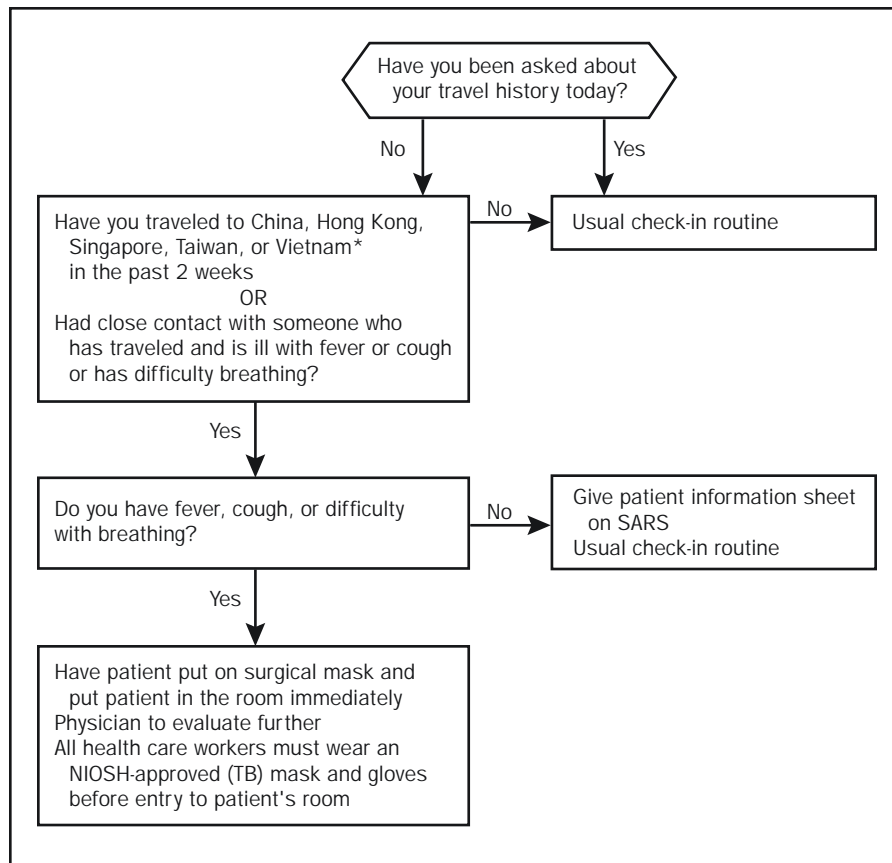 Have you been asked about
your travel history today?
No
Yes
Have you traveled to China, Hong Kong,
Singapore, Taiwan, or Vietnam*
in the past 2 weeks
OR
Had close contact with someone who
has traveled and is ill with fever or cough
or has difficulty breathing?
No
Usual check-in routine
Yes
Do you have fever, cough, or difficulty
with breathing?
No
Give patient information sheet
on SARS
Usual check-in routine
Yes
Have patient put on surgical mask and
put patient in the room immediately
Physician to evaluate further
All health care workers must wear an
NIOSH-approved (TB) mask and gloves
before entry to patient's room